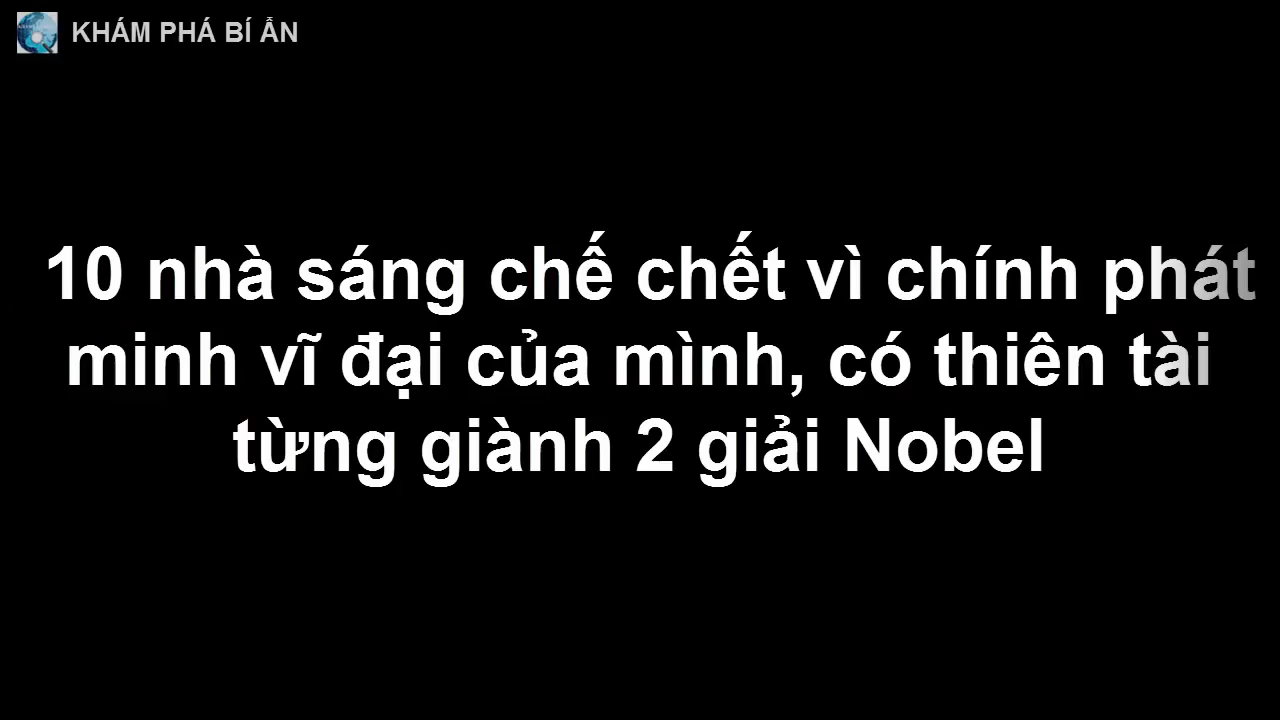 KHÁM PHÁ BÍ ẨN
10 nhà sáng chế chết vì chính phát
minh vĩ đại của mình, có thiên tài
từng giành 2 giải Nobel